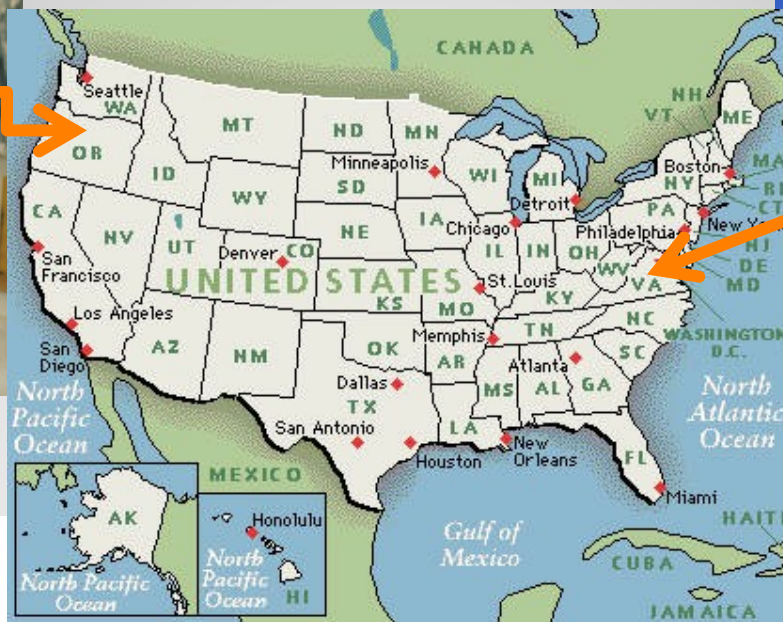 CANADA
Seattle
WA
MT
ND
MN
NH
VT
ME
OR
ID
Minneapolis
WI
MI
Boston
MA
NY
SD
WY
Detroit
RI
CT
PA
CA
NV
UT
Denver
CO
NE
IA
Chicago
IL
IN
OH
Philadelphia
New York
NJ
DE
MD
San
Francisco
UNITED STATES
St. Louis
WV
VA
KS
MO
KY
Los Angeles
Memphis
TN
NC
WASHINGTON
D.C.
San
Diego
AZ
NM
OK
AR
Atlanta
SC
North
Pacific
Ocean
Dallas
TX
MS
AL
GA
North
Atlantic
Ocean
San Antonio
LA
Houston
New
Orleans
FL
Miami
MEXICO
AK
North Pacific
Ocean
Honolulu
North
Pacific
Ocean
HI
Gulf of
Mexico
HAITI
CUBA
JAMAICA